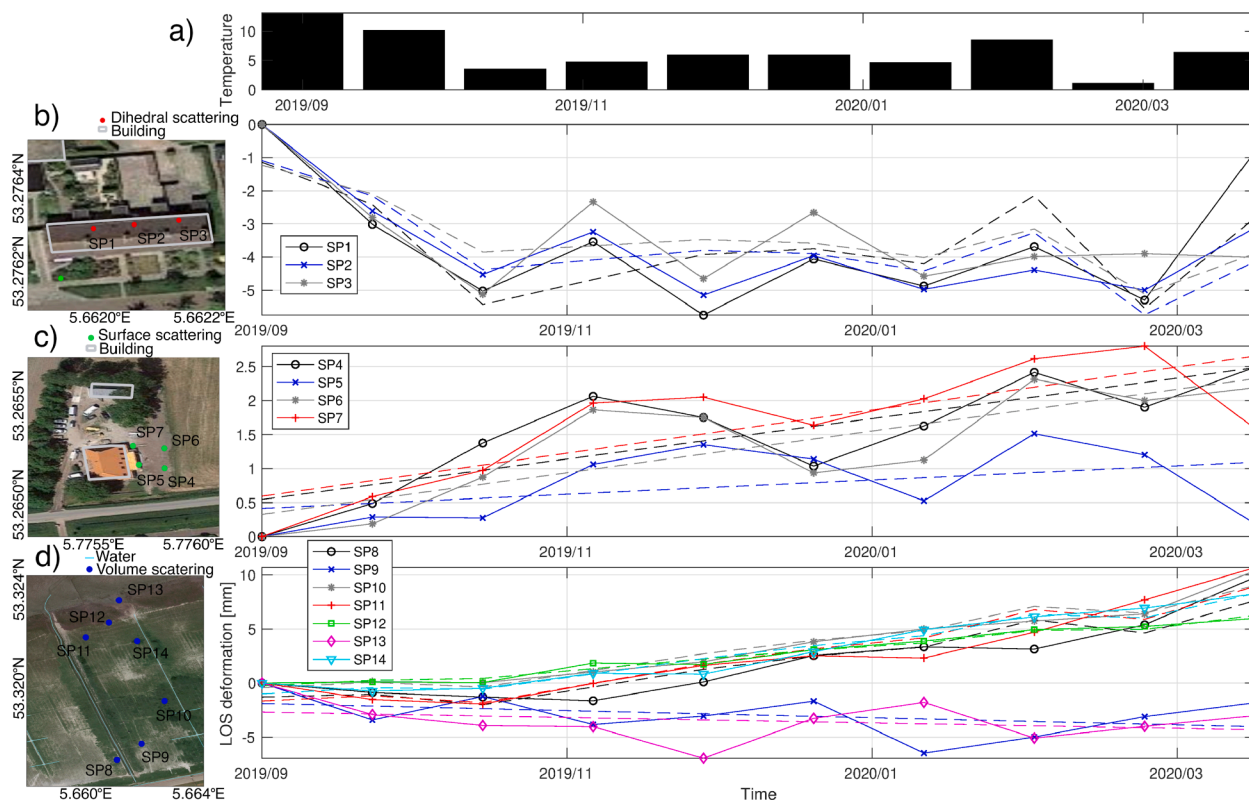 a)
Temperature
10
5
0
2019/09
2019/11
2020/01
2020/03
b)
Dihedral scattering
Building
53.2764°N
53.2762°N
SP1
SP2
SP3
5.6620°E
5.6622°E
0
-1
-2
-3
-4
-5
SP1
SP2
SP3
2019/09
2019/11
2020/01
2020/03
c)
Surface scattering
Building
53.2655°N
53.2650°N
SP7
SP6
SP5
SP4
5.7755°E
5.7760°E
2.5
2
1.5
1
0.5
0
SP4
SP5
SP6
SP7
2019/09
2019/11
2020/01
2020/03
d)
Water
Volume scatering
53.324°N
53.320°N
SP13
SP12
SP11
SP14
SP10
SP9
SP8
5.660°E
5.664°E
LOS deformation [mm]
10
5
0
-5
SP8
SP9
SP10
SP11
SP12
SP13
SP14
2019/09
2019/11
2020/01
2020/03
Time